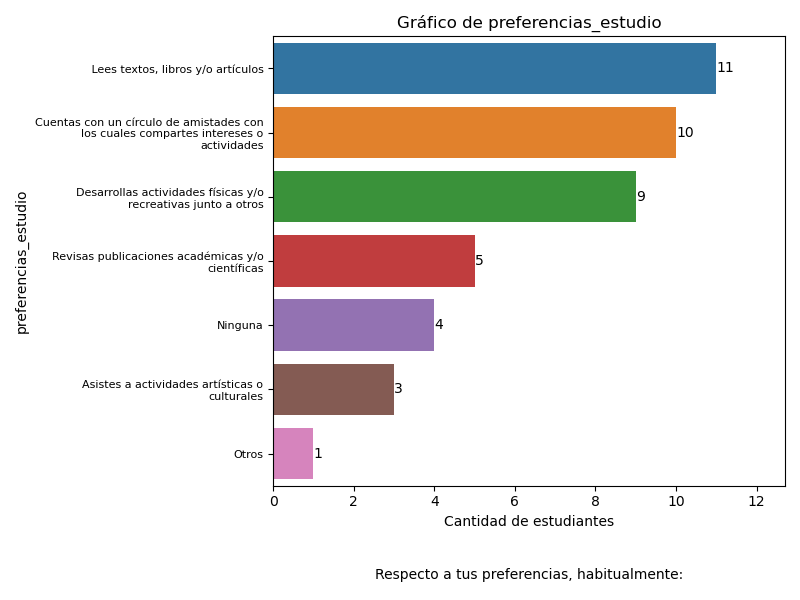 Gráfico de preferencias_estudio
preferencias_estudio
Lees textos, libros y/o artículos
11
Cuentas con un círculo de amistades con
los cuales compartes intereses o
actividades
10
Desarrollas actividades físicas y/o
recreativas junto a otros
9
Revisas publicaciones académicas y/o
científicas
5
Ninguna
4
Asistes a actividades artísticas o
culturales
3
Otros
1
0 2 4 6 8 10 12
Cantidad de estudiantes
Respecto a tus preferencias, habitualmente: